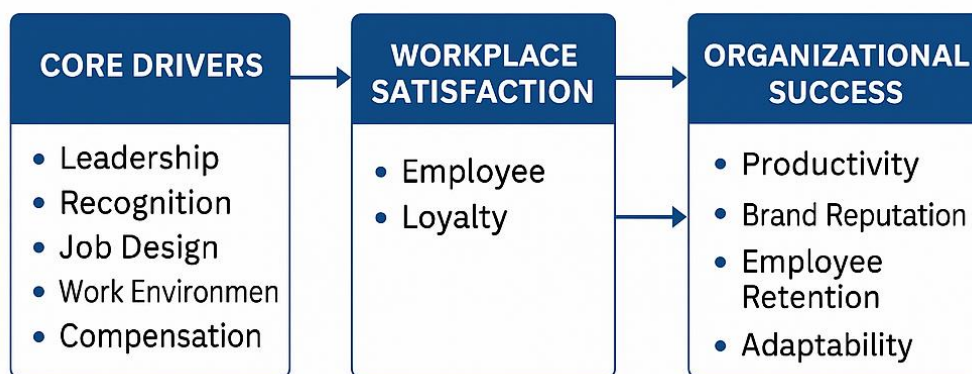 CORE DRIVERS
• Leadership
• Recognition
• Job Design
• Work Environmen
• Compensation
WORKPLACE
SATISFACTION
• Employee
• Loyalty
ORGANIZATIONAL
SUCCESS
• Productivity
• Brand Reputation
• Employee
Retention
• Adaptability